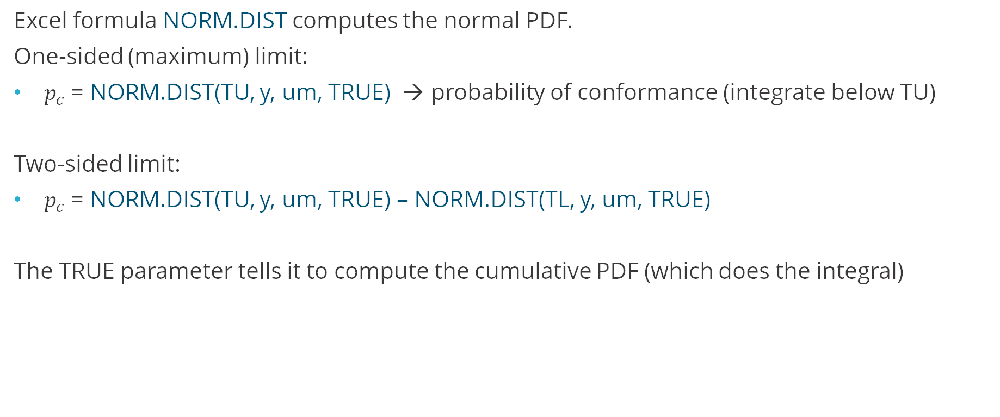 Excel formula NORM.DIST computes the normal PDF.
One-sided (maximum) limit:
• p_c = NORM.DIST(TU, y, um, TRUE) → probability of conformance (integrate below TU)
Two-sided limit:
• p_c = NORM.DIST(TU, y, um, TRUE) – NORM.DIST(TL, y, um, TRUE)
The TRUE parameter tells it to compute the cumulative PDF (which does the integral)